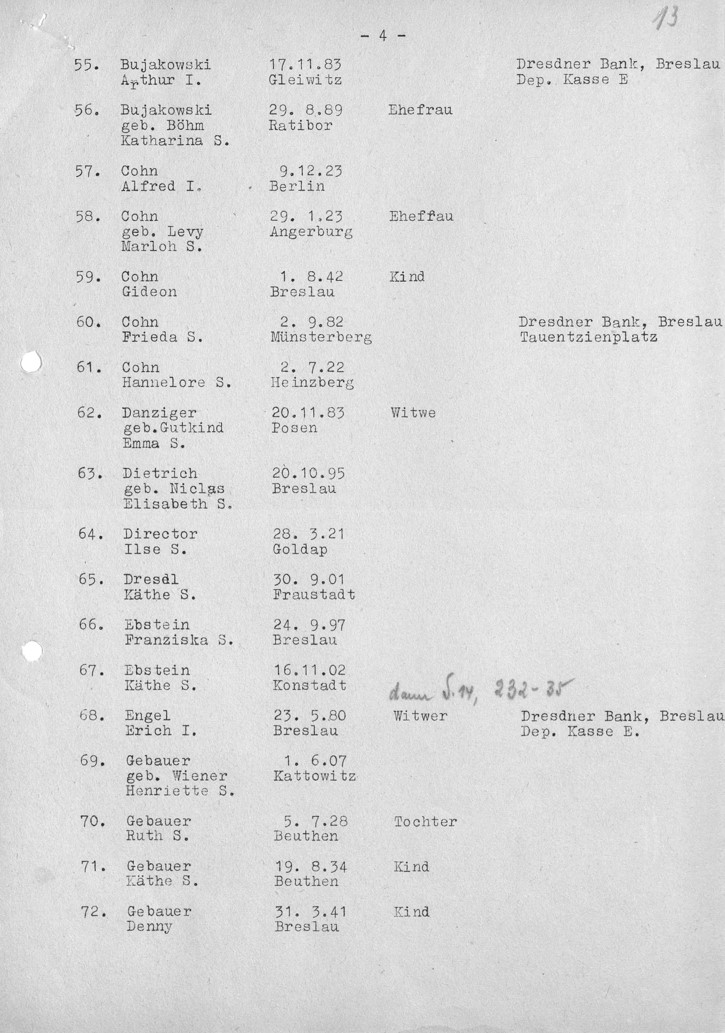 13
- 4 -
55. Bujakowski 17.11.83 Dresdner Bank, Breslau
Arthur I. Gleiwitz Dep. Kasse E
56. Bujakowski 29. 8.89 Ehefrau
geb. Böhm Ratibor
Katharina S.
57. Cohn 9.12.23
Alfred I. Berlin
58. Cohn 29. 1.23 Eheffau
geb. Levy Angerburg
Marloh S.
59. Cohn 1. 8.42 Kind
Gideon Breslau
60. Cohn 2. 9.82 Dresdner Bank, Breslau
Frieda S. Münsterberg Tauentzienplatz
61. Cohn 2. 7.22
Hannelore S. Heinzberg
62. Danziger 20.11.83 Witwe
geb.Gutkind Posen
Emma S.
63. Dietrich 20.10.95
geb. Niclas Breslau
Elisabeth S.
64. Director 28. 3.21
Ilse S. Goldap
65. Dresdl 30. 9.01
Käthe S. Fraustadt
66. Ebstein 24. 9.97
Franziska S. Breslau
67. Ebstein 16.11.02
Käthe S. Konstadt
dann S.14, 232-35
68. Engel 23. 5.80 Witwer Dresdner Bank, Breslau
Erich I. Breslau Dep. Kasse E.
69. Gebauer 1. 6.07
geb. Wiener Kattowitz
Henriette S.
70. Gebauer 5. 7.28 Tochter
Ruth S. Beuthen
71. Gebauer 19. 8.34 Kind
Käthe S. Beuthen
72. Gebauer 31. 3.41 Kind
Denny Breslau